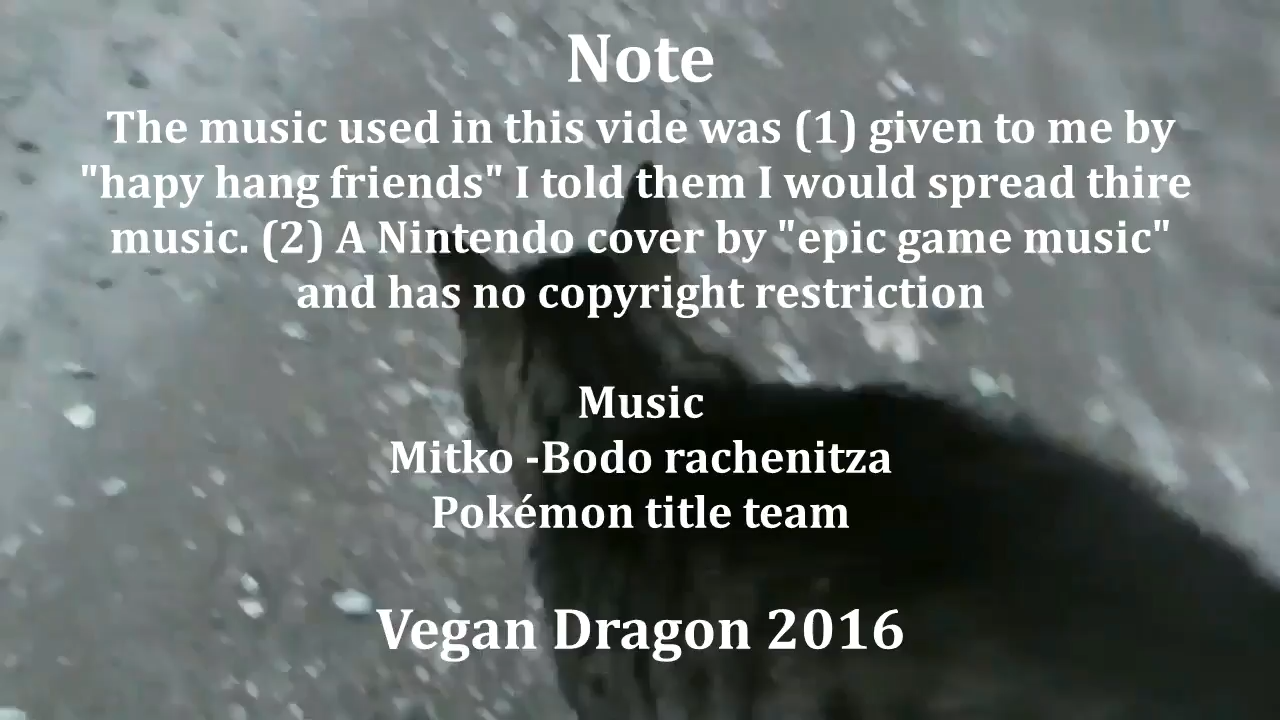 Note
The music used in this vide was (1) given to me by
"hapy hang friends" I told them I would spread thire
music. (2) A Nintendo cover by "epic game music"
and has no copyright restriction
Music
Mitko -Bodo rachenitza
Pokémon title team
Vegan Dragon 2016